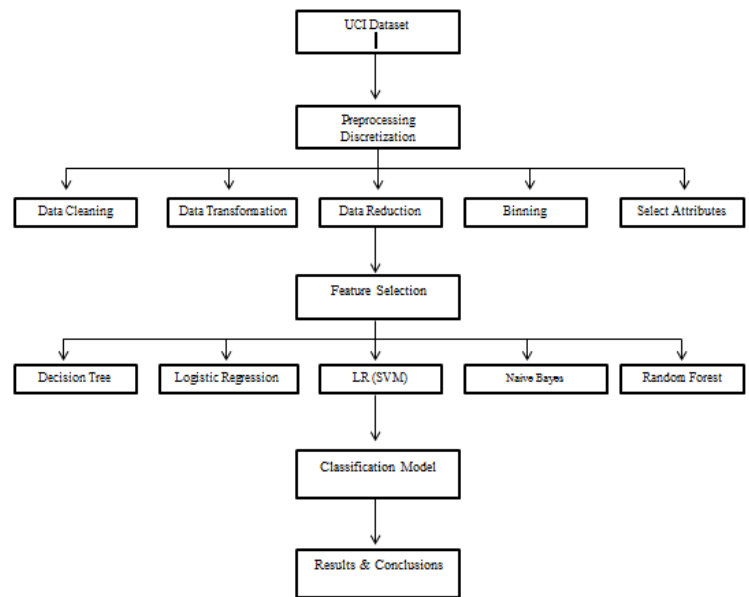 UCI Dataset
Preprocessing
Discretization
Data Cleaning
Data Transformation
Data Reduction
Binning
Select Attributes
Feature Selection
Decision Tree
Logistic Regression
LR (SVM)
Naive Bayes
Random Forest
Classification Model
Results & Conclusions